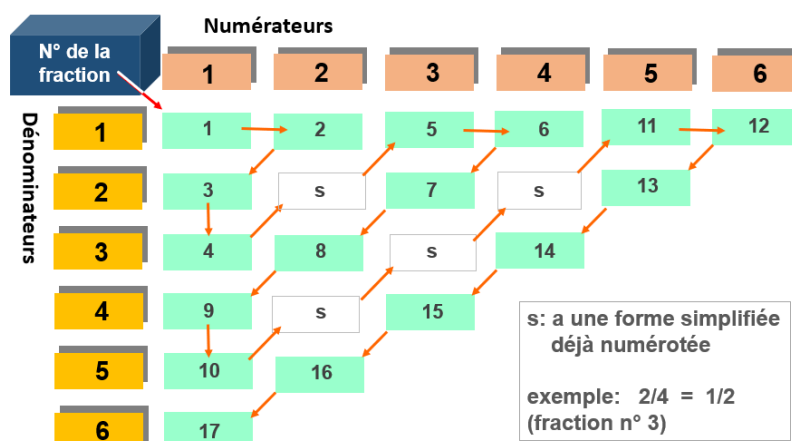 Numérateurs
N° de la
fraction
1 2 3 4 5 6
Dénominateurs
1 1 2 5 6 11 12
2 3 s 7 s 13
3 4 8 s 14
4 9 s 15
5 10 16
6 17
s: a une forme simplifiée
déjà numérotée
exemple: 2/4 = 1/2
(fraction n° 3)